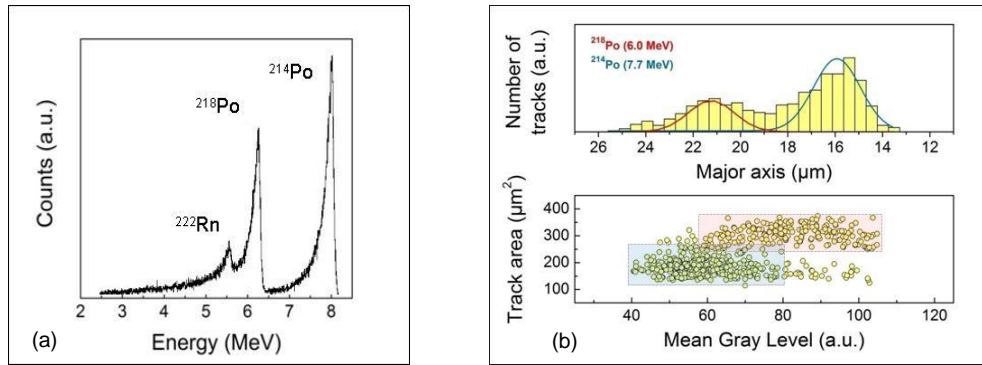 Counts (a.u.)
²¹⁴Po
²¹⁸Po
²²²Rn
2 3 4 5 6 7 8
Energy (MeV)
(a)
Number of
tracks (a.u.)
²¹⁸Po (6.0 MeV)
²¹⁴Po (7.7 MeV)
26 24 22 20 18 16 14 12
Major axis (µm)
Track area (µm²)
400
300
200
100
40 60 80 100 120
Mean Gray Level (a.u.)
(b)